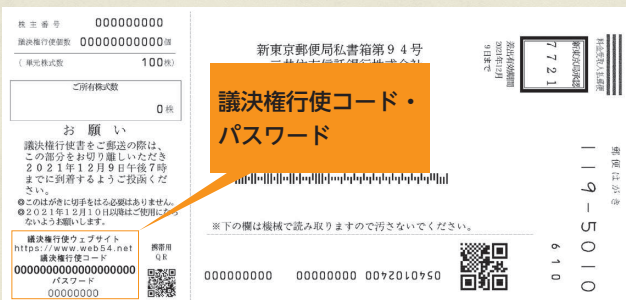 株主番号 000000000
議決権行使個数 00000000000個
(単元株式数 100株)
ご所有株式数
0株
お願い
議決権行使書をご郵送の際は、
この部分をお切り離しいただき
2021年12月9日午後7時
までに到着するようご投函くだ
さい。
◎このはがきに切手をはる必要はありません。
◎2021年12月10日以降はご使用になら
ないようお願いします。
議決権行使ウェブサイト
https://www.web54.net
議決権行使コード
0000000000000000
パスワード
00000000
携帯用
QR
新東京郵便局私書箱第94号
議決権行使コード・
パスワード
※下の欄は機械で読み取りますので汚さないでください。
000000000 00000000
差出有効期間
2021年12月
9日まで
7721
新東京局承認
料金受取人払郵便
郵便はがき
119-5010
610